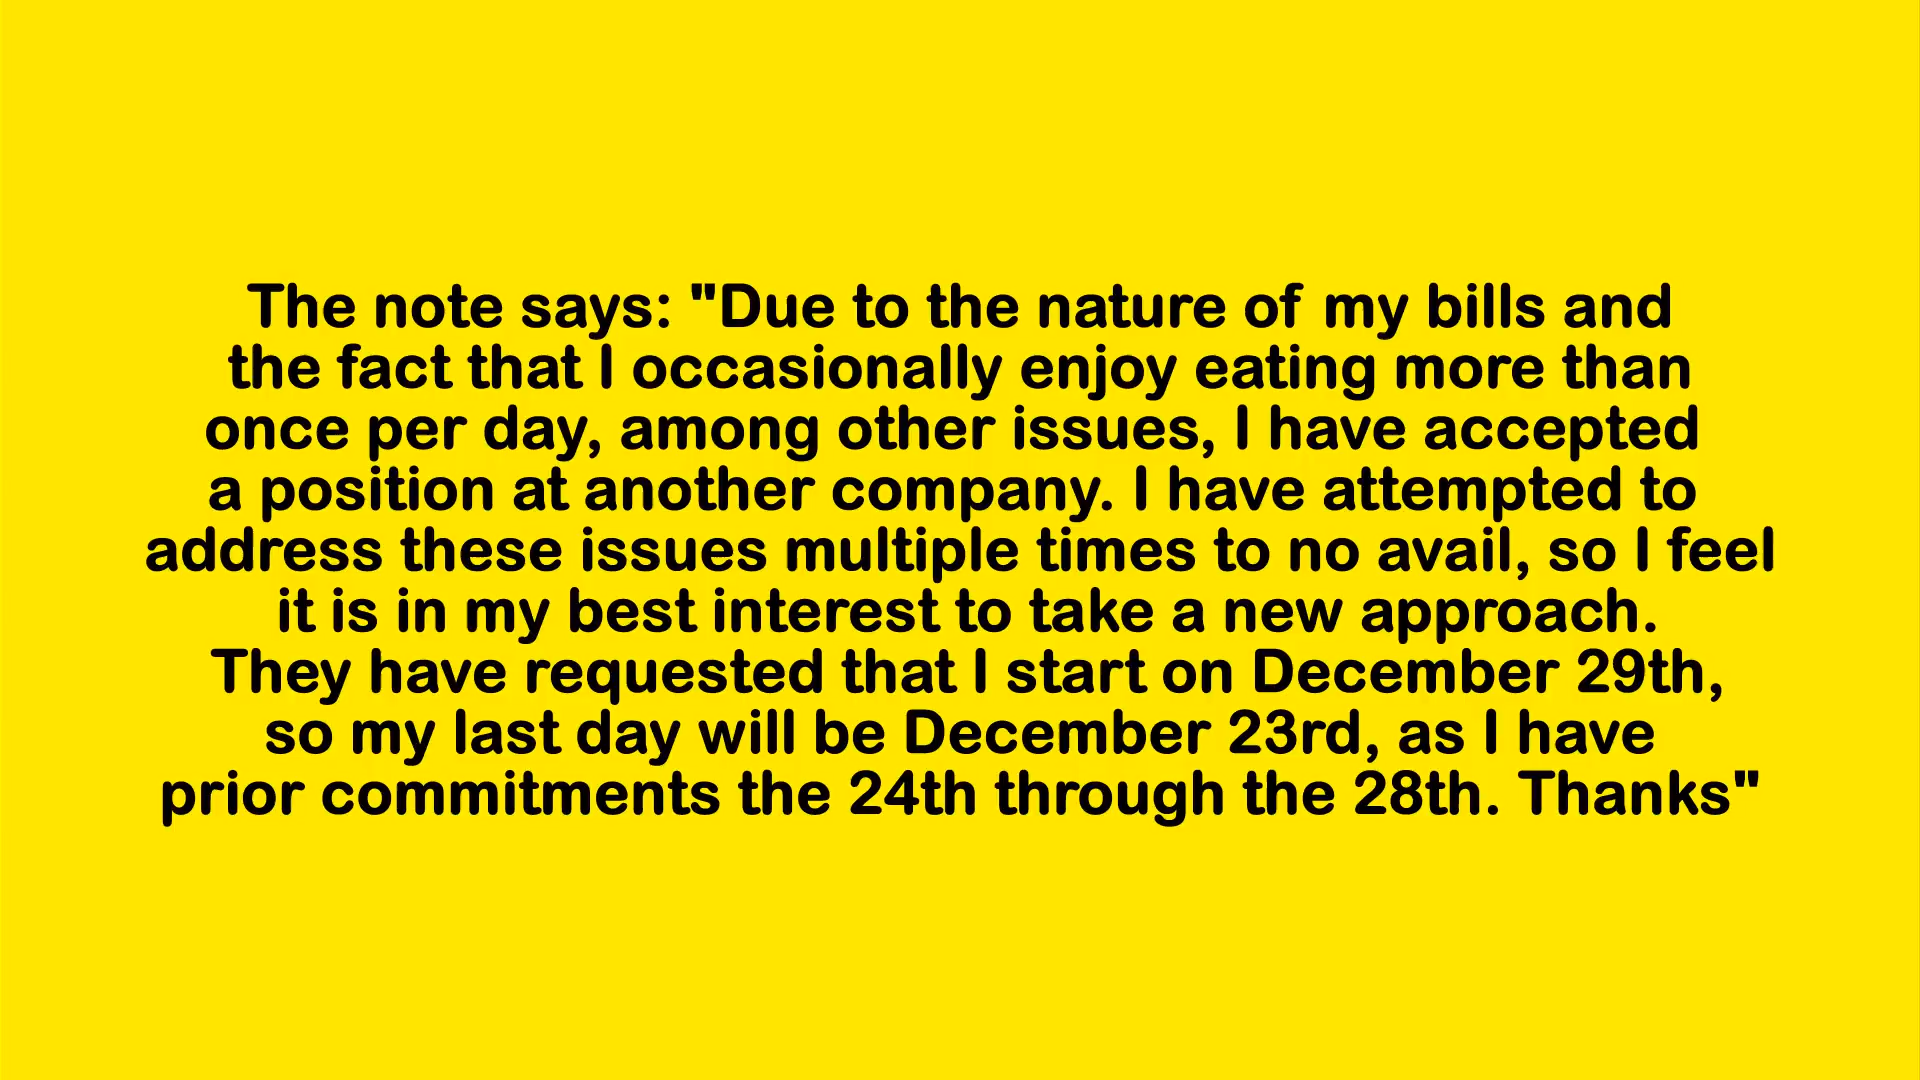 The note says: "Due to the nature of my bills and
the fact that I occasionally enjoy eating more than
once per day, among other issues, I have accepted
a position at another company. I have attempted to
address these issues multiple times to no avail, so I feel
it is in my best interest to take a new approach.
They have requested that I start on December 29th,
so my last day will be December 23rd, as I have
prior commitments the 24th through the 28th. Thanks"